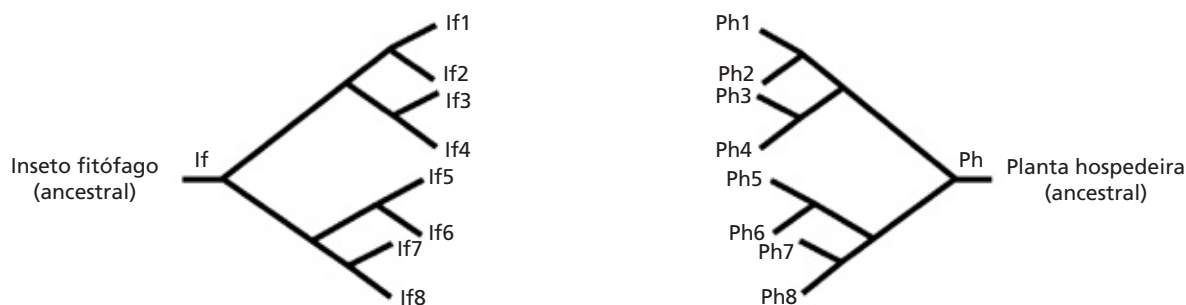 If1
If2
If3
If4
If
Inseto fitófago
(ancestral)
If5
If6
If7
If8
Ph1
Ph2
Ph3
Ph4
Ph
Planta hospedeira
(ancestral)
Ph5
Ph6
Ph7
Ph8